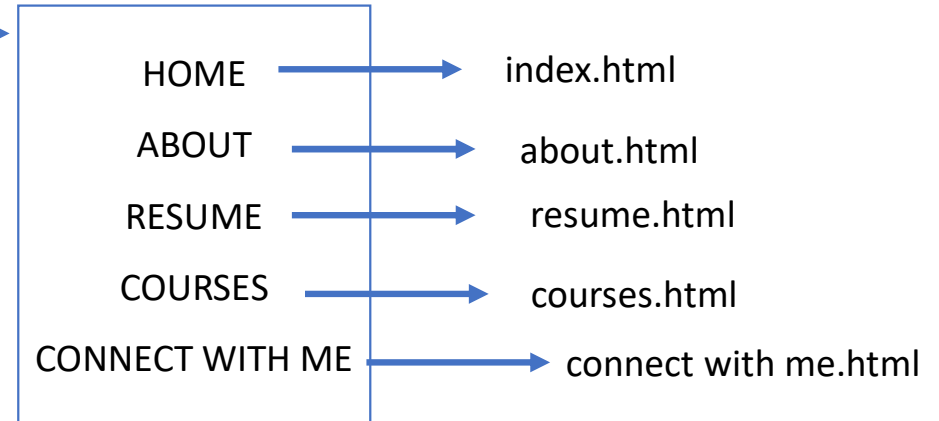 HOME index.html
ABOUT about.html
RESUME resume.html
COURSES courses.html
CONNECT WITH ME connect with me.html